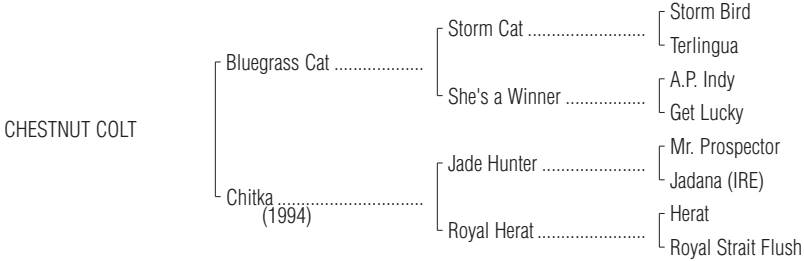 Storm Bird
Storm Cat ........................
Terlingua
Bluegrass Cat ..................
A.P. Indy
She's a Winner ................
Get Lucky
CHESTNUT COLT
Mr. Prospector
Jade Hunter .....................
Jadana (IRE)
Chitka .............................
(1994)
Herat
Royal Herat ......................
Royal Strait Flush